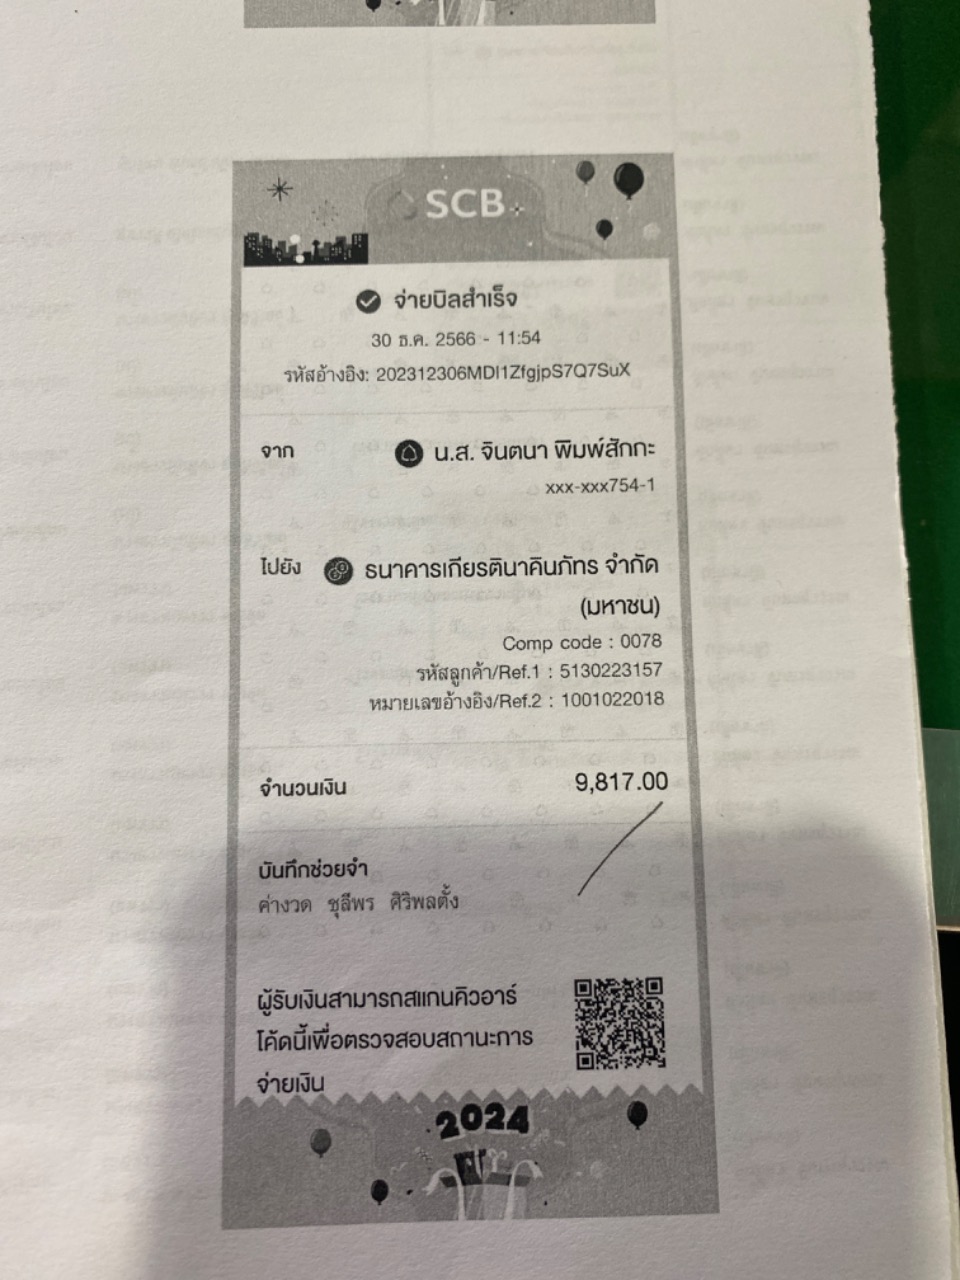 SCB
จ่ายบิลสำเร็จ
30 ธ.ค. 2566 - 11:54
รหัสอ้างอิง: 202312306MDl1ZfgjpS7Q7SuX
จาก น.ส. จินตนา พิมพ์สักกะ
xxx-xxx754-1
ไปยัง ธนาคารเกียรตินาคินภัทร จำกัด
(มหาชน)
Comp code : 0078
รหัสลูกค้า/Ref.1 : 5130223157
หมายเลขอ้างอิง/Ref.2 : 1001022018
จำนวนเงิน 9,817.00
บันทึกช่วยจำ
ค่างวด ชุลีพร ศิริพลตั้ง
ผู้รับเงินสามารถสแกนคิวอาร์
โค้ดนี้เพื่อตรวจสอบสถานะการ
จ่ายเงิน
2024